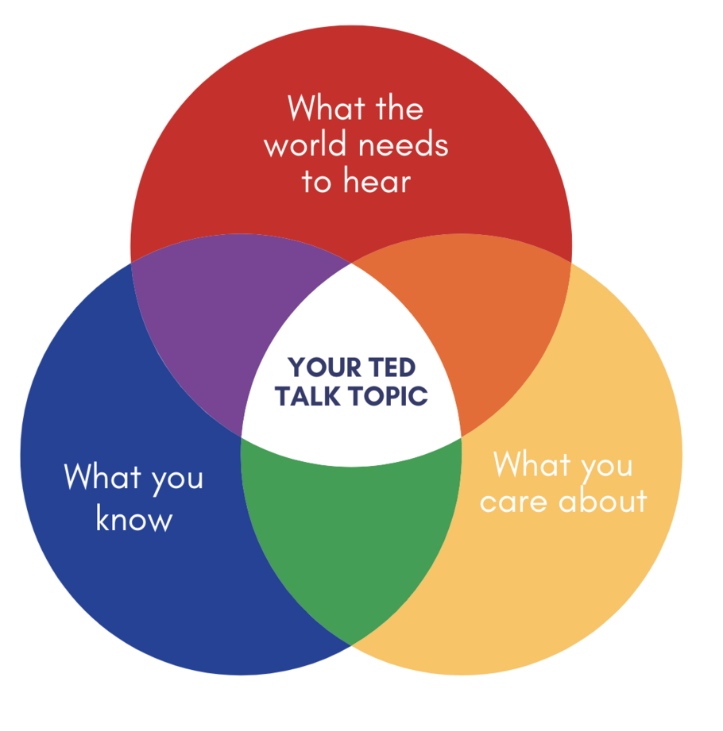 What the
world needs
to hear
YOUR TED
TALK TOPIC
What you
know
What you
care about